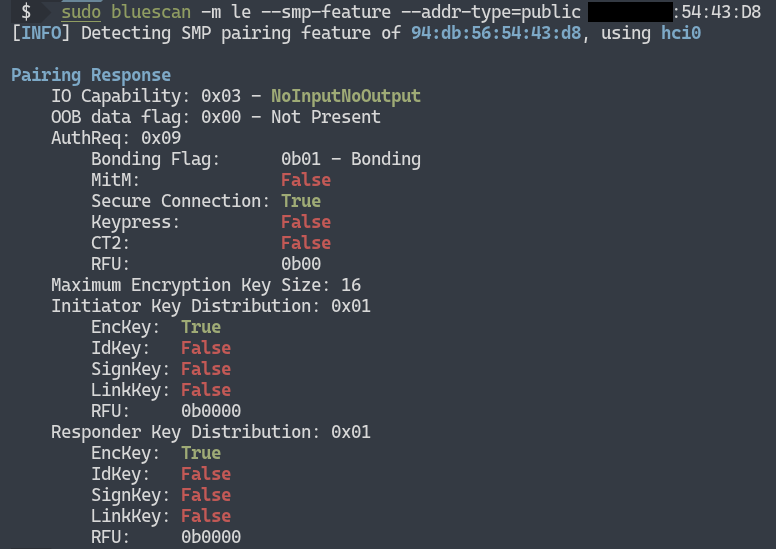 $ sudo bluescan -m le --smp-feature --addr-type=public :54:43:D8
[INFO] Detecting SMP pairing feature of 94:db:56:54:43:d8, using hci0
Pairing Response
IO Capability: 0x03 - NoInputNoOutput
OOB data flag: 0x00 - Not Present
AuthReq: 0x09
Bonding Flag: 0b01 - Bonding
MitM: False
Secure Connection: True
Keypress: False
CT2: False
RFU: 0b00
Maximum Encryption Key Size: 16
Initiator Key Distribution: 0x01
EncKey: True
IdKey: False
SignKey: False
LinkKey: False
RFU: 0b0000
Responder Key Distribution: 0x01
EncKey: True
IdKey: False
SignKey: False
LinkKey: False
RFU: 0b0000